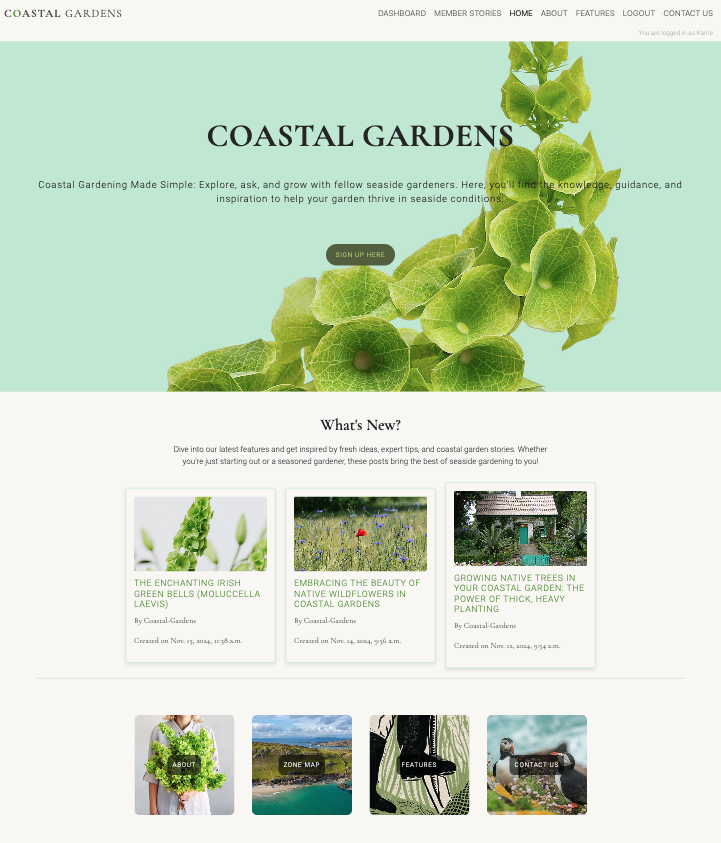 COASTAL GARDENS
DASHBOARD MEMBER STORIES HOME ABOUT FEATURES LOGOUT CONTACT US
You are logged in as Kame
COASTAL GARDENS
Coastal Gardening Made Simple: Explore, ask, and grow with fellow seaside gardeners. Here, you'll find the knowledge, guidance, and
inspiration to help your garden thrive in seaside conditions.
SIGN UP HERE
What's New?
Dive into our latest features and get inspired by fresh ideas, expert tips, and coastal garden stories. Whether
you're just starting out or a seasoned gardener, these posts bring the best of seaside gardening to you!
THE ENCHANTING IRISH
GREEN BELLS (MOLUCCELLA
LAEVIS)
By Coastal-Gardens
Created on Nov. 15, 2024, 11:38 a.m.
EMBRACING THE BEAUTY OF
NATIVE WILDFLOWERS IN
COASTAL GARDENS
By Coastal-Gardens
Created on Nov. 14, 2024, 9:56 a.m.
GROWING NATIVE TREES IN
YOUR COASTAL GARDEN: THE
POWER OF THICK, HEAVY
PLANTING
By Coastal-Gardens
Created on Nov. 12, 2024, 9:54 a.m.
ABOUT
ZONE MAP
FEATURES
CONTACT US